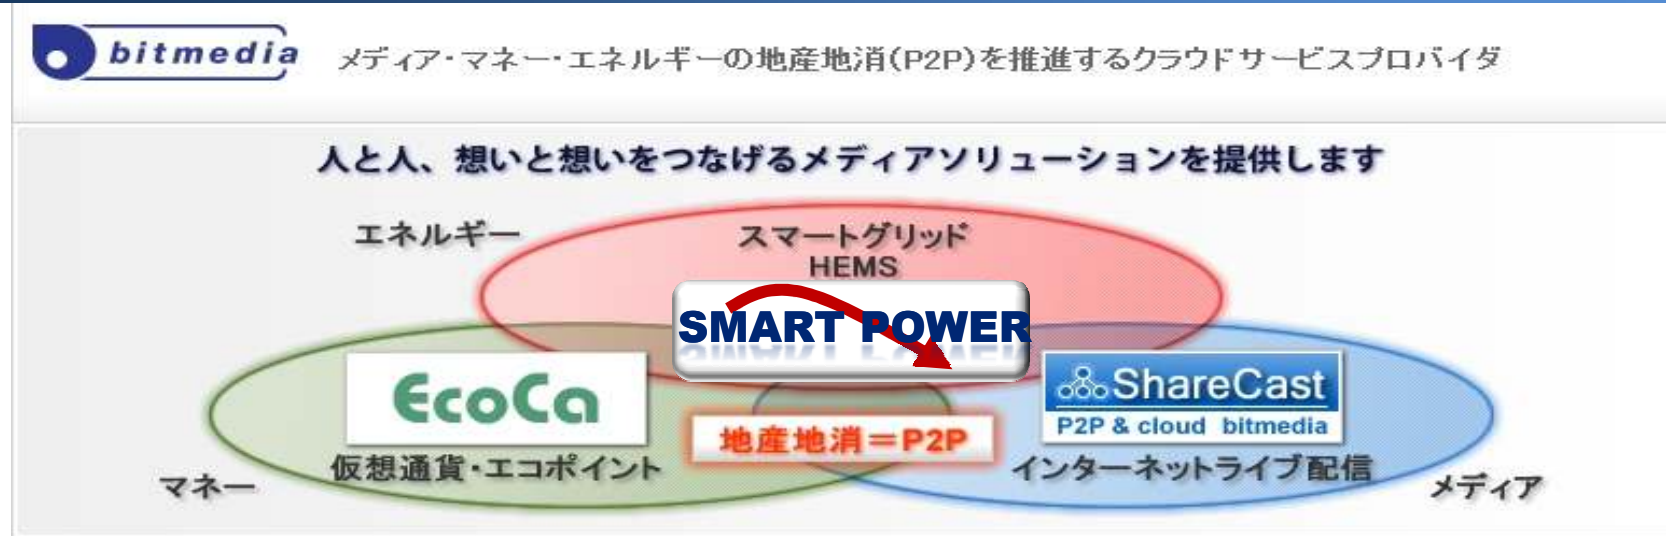 bitmedia メディア・マネー・エネルギーの地産地消(P2P)を推進するクラウドサービスプロバイダ
人と人、想いと想いをつなげるメディアソリューションを提供します
エネルギー
スマートグリッド
HEMS
SMART POWER
EcoCa
ShareCast
P2P & cloud bitmedia
地産地消＝P2P
仮想通貨・エコポイント
インターネットライブ配信
マネー
メディア